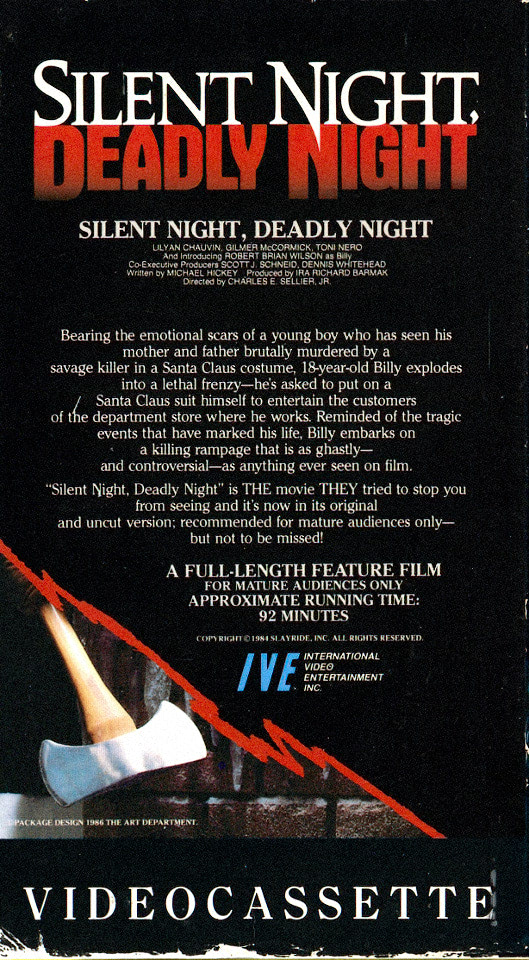 SILENT NIGHT,
DEADLY NIGHT
SILENT NIGHT, DEADLY NIGHT
LILYAN CHAUVIN, GILMER McCORMICK, TONI NERO
And Introducing ROBERT BRIAN WILSON as Billy
Co-Executive Producers SCOTT J. SCHNEID, DENNIS WHITEHEAD
Written by MICHAEL HICKEY Produced by IRA RICHARD BARMAK
Directed by CHARLES E. SELLIER, JR.
Bearing the emotional scars of a young boy who has seen his
mother and father brutally murdered by a
savage killer in a Santa Claus costume, 18-year-old Billy explodes
into a lethal frenzy—he's asked to put on a
Santa Claus suit himself to entertain the customers
of the department store where he works. Reminded of the tragic
events that have marked his life, Billy embarks on
a killing rampage that is as ghastly—
and controversial—as anything ever seen on film.
“Silent Night, Deadly Night” is THE movie THEY tried to stop you
from seeing and it's now in its original
and uncut version; recommended for mature audiences only—
but not to be missed!
A FULL-LENGTH FEATURE FILM
FOR MATURE AUDIENCES ONLY
APPROXIMATE RUNNING TIME:
92 MINUTES
COPYRIGHT © 1984 SLAYRIDE, INC. ALL RIGHTS RESERVED.
IVE INTERNATIONAL
VIDEO
ENTERTAINMENT
INC.
PACKAGE DESIGN 1986 THE ART DEPARTMENT.
VIDEOCASSETTE